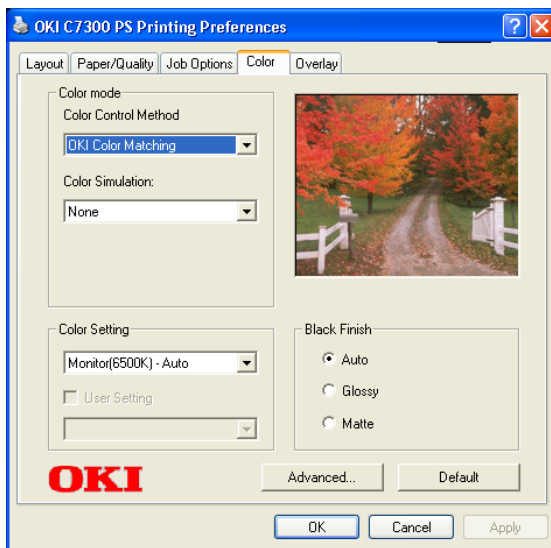 OKI C7300 PS Printing Preferences
Layout Paper/Quality Job Options Color Overlay
Color mode
Color Control Method
OKI Color Matching
Color Simulation:
None
Color Setting
Monitor(6500K) - Auto
User Setting
Black Finish
Auto
Glossy
Matte
OKI
Advanced... Default
OK Cancel Apply